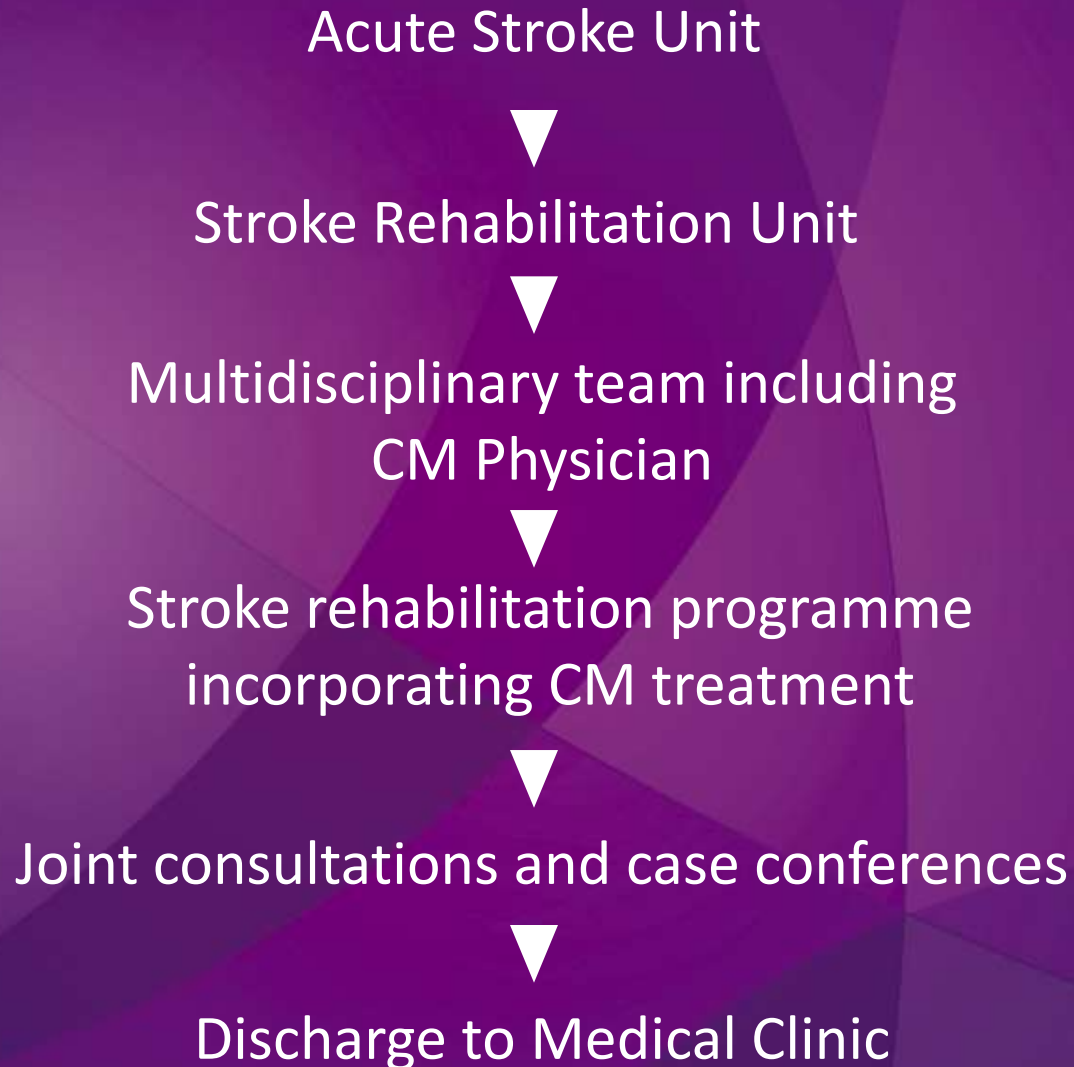 Acute Stroke Unit
Stroke Rehabilitation Unit
Multidisciplinary team including
CM Physician
Stroke rehabilitation programme
incorporating CM treatment
Joint consultations and case conferences
Discharge to Medical Clinic